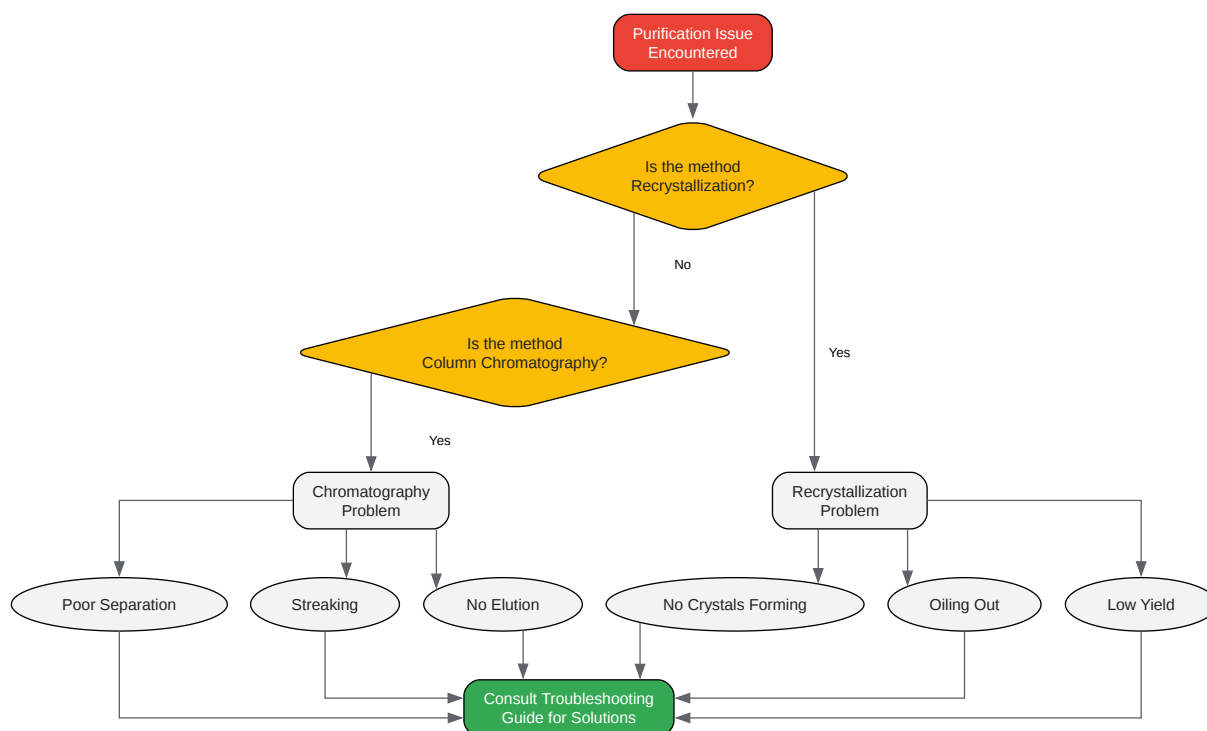 Purification Issue
Encountered
Is the method
Recrystallization?
No
Is the method
Column Chromatography?
Yes
Yes
Chromatography
Problem
Recrystallization
Problem
Poor Separation
Streaking
No Elution
No Crystals Forming
Oiling Out
Low Yield
Consult Troubleshooting
Guide for Solutions